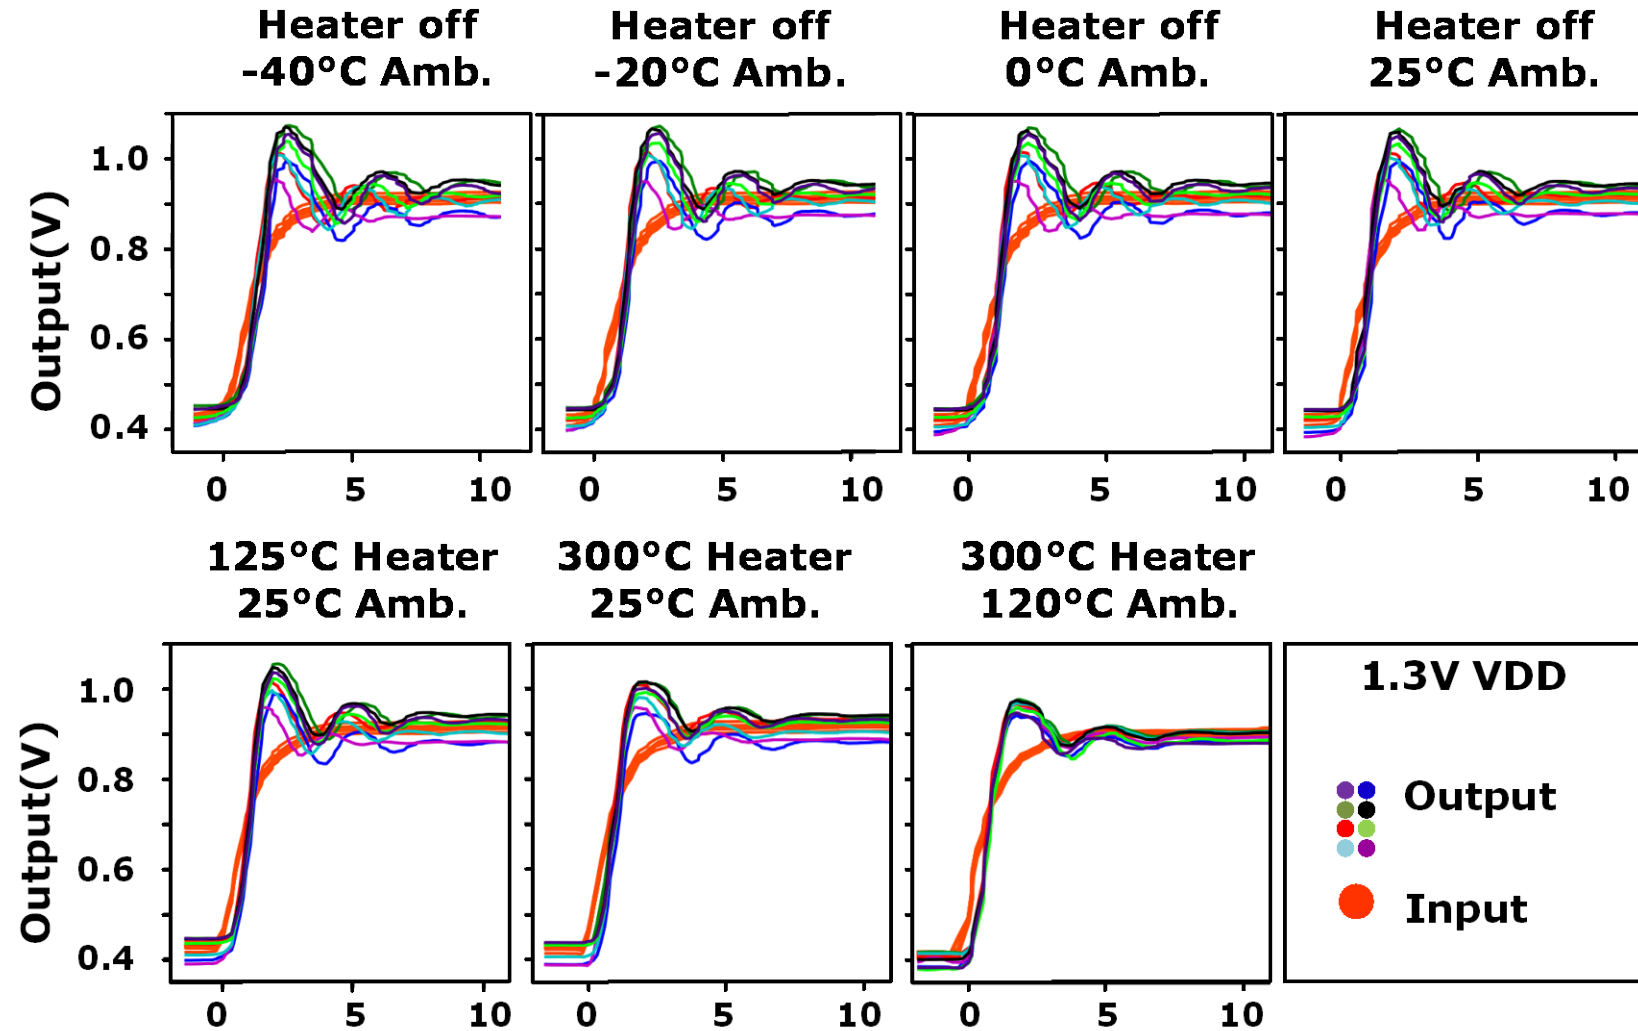 Heater off
-40°C Amb.
Heater off
-20°C Amb.
Heater off
0°C Amb.
Heater off
25°C Amb.
Output(V)
1.0
0.8
0.6
0.4
0 5 10
0 5 10
0 5 10
0 5 10
125°C Heater
25°C Amb.
300°C Heater
25°C Amb.
300°C Heater
120°C Amb.
Output(V)
1.0
0.8
0.6
0.4
0 5 10
0 5 10
0 5 10
1.3V VDD
Output
Input